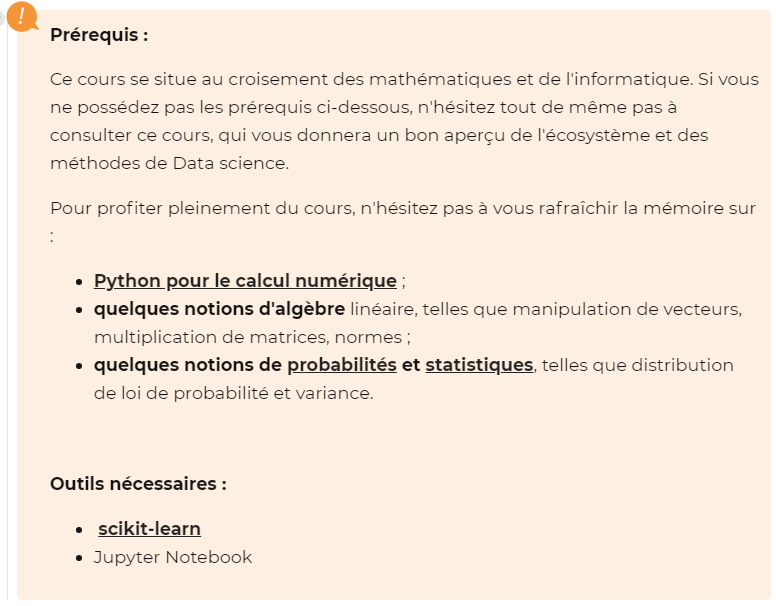 !
Prérequis :
Ce cours se situe au croisement des mathématiques et de l'informatique. Si vous
ne possédez pas les prérequis ci-dessous, n'hésitez tout de même pas à
consulter ce cours, qui vous donnera un bon aperçu de l'écosystème et des
méthodes de Data science.
Pour profiter pleinement du cours, n'hésitez pas à vous rafraîchir la mémoire sur
:
• Python pour le calcul numérique ;
• quelques notions d'algèbre linéaire, telles que manipulation de vecteurs,
multiplication de matrices, normes ;
• quelques notions de probabilités et statistiques, telles que distribution
de loi de probabilité et variance.
Outils nécessaires :
• scikit-learn
• Jupyter Notebook